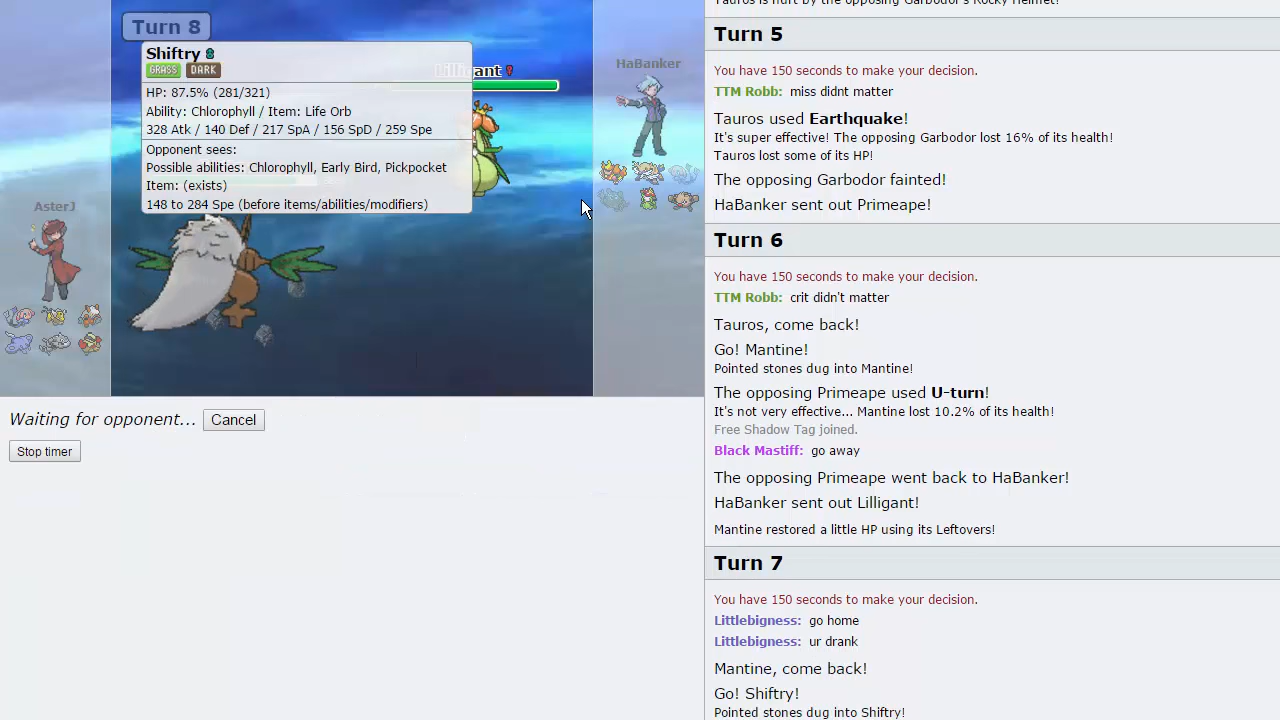 Turn 8
Shiftry
GRASS DARK
HP: 87.5% (281/321)
Ability: Chlorophyll / Item: Life Orb
328 Atk / 140 Def / 217 SpA / 156 SpD / 259 Spe
Opponent sees:
Possible abilities: Chlorophyll, Early Bird, Pickpocket
Item: (exists)
148 to 284 Spe (before items/abilities/modifiers)
Lilligant
HaBanker
AsterJ
Waiting for opponent... Cancel
Stop timer
Tauros is hurt by the opposing Garbodor's Rocky Helmet!
Turn 5
You have 150 seconds to make your decision.
TTM Robb: miss didnt matter
Tauros used Earthquake!
It's super effective! The opposing Garbodor lost 16% of its health!
Tauros lost some of its HP!
The opposing Garbodor fainted!
HaBanker sent out Primeape!
Turn 6
You have 150 seconds to make your decision.
TTM Robb: crit didn't matter
Tauros, come back!
Go! Mantine!
Pointed stones dug into Mantine!
The opposing Primeape used U-turn!
It's not very effective... Mantine lost 10.2% of its health!
Free Shadow Tag joined.
Black Mastiff: go away
The opposing Primeape went back to HaBanker!
HaBanker sent out Lilligant!
Mantine restored a little HP using its Leftovers!
Turn 7
You have 150 seconds to make your decision.
Littlebigness: go home
Littlebigness: ur drank
Mantine, come back!
Go! Shiftry!
Pointed stones dug into Shiftry!